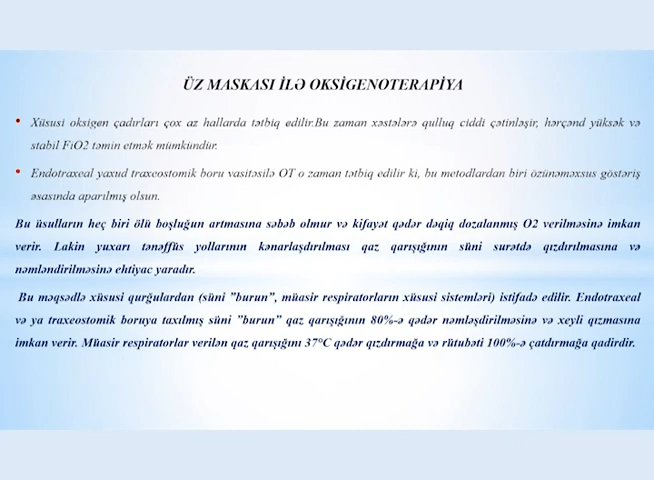 ÜZ MASKASI İLƏ OKSİGENOTERAPİYA
• Xüsusi oksigen çadırları çox az hallarda tətbiq edilir.Bu zaman xəstələrə qulluq ciddi çətinləşir, hərçənd yüksək və
stabil FiO2 təmin etmək mümkündür.
• Endotraxeal yaxud traxeostomik boru vasitəsilə OT o zaman tətbiq edilir ki, bu metodlardan biri özünəməxsus göstəriş
əsasında aparılmış olsun.
Bu üsulların heç biri ölü boşluğun artmasına səbəb olmur və kifayət qədər dəqiq dozalanmış O2 verilməsinə imkan
verir. Lakin yuxarı tənəffüs yollarının kənarlaşdırılması qaz qarışığının süni surətdə qızdırılmasına və
nəmləndirilməsinə ehtiyac yaradır.
Bu məqsədlə xüsusi qurğulardan (süni ”burun”, müasir respiratorların xüsusi sistemləri) istifadə edilir. Endotraxeal
və ya traxeostomik boruya taxılmış süni ”burun” qaz qarışığının 80%-ə qədər nəmləşdirilməsinə və xeyli qızmasına
imkan verir. Müasir respiratorlar verilən qaz qarışığını 37°C qədər qızdırmağa və rütubəti 100%-ə çatdırmağa qadirdir.